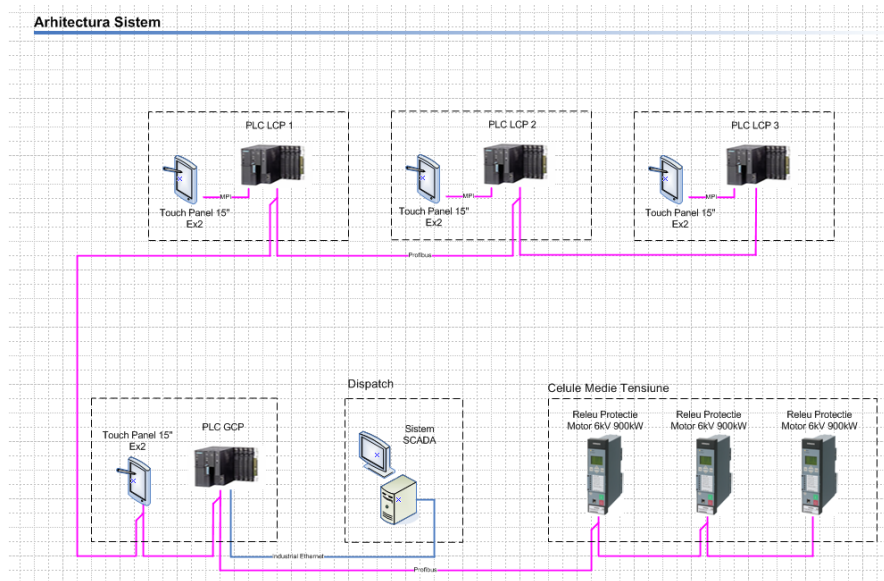 Arhitectura Sistem
PLC LCP 1
PLC LCP 2
PLC LCP 3
MPI
MPI
MPI
Touch Panel 15"
Ex2
Touch Panel 15"
Ex2
Touch Panel 15"
Ex2
Profibus
Dispatch
Celule Medie Tensiune
Touch Panel 15"
Ex2
PLC GCP
Sistem
SCADA
Releu Protectie
Motor 6kV 900kW
Releu Protectie
Motor 6kV 900kW
Releu Protectie
Motor 6kV 900kW
Industrial Ethernet
Profibus